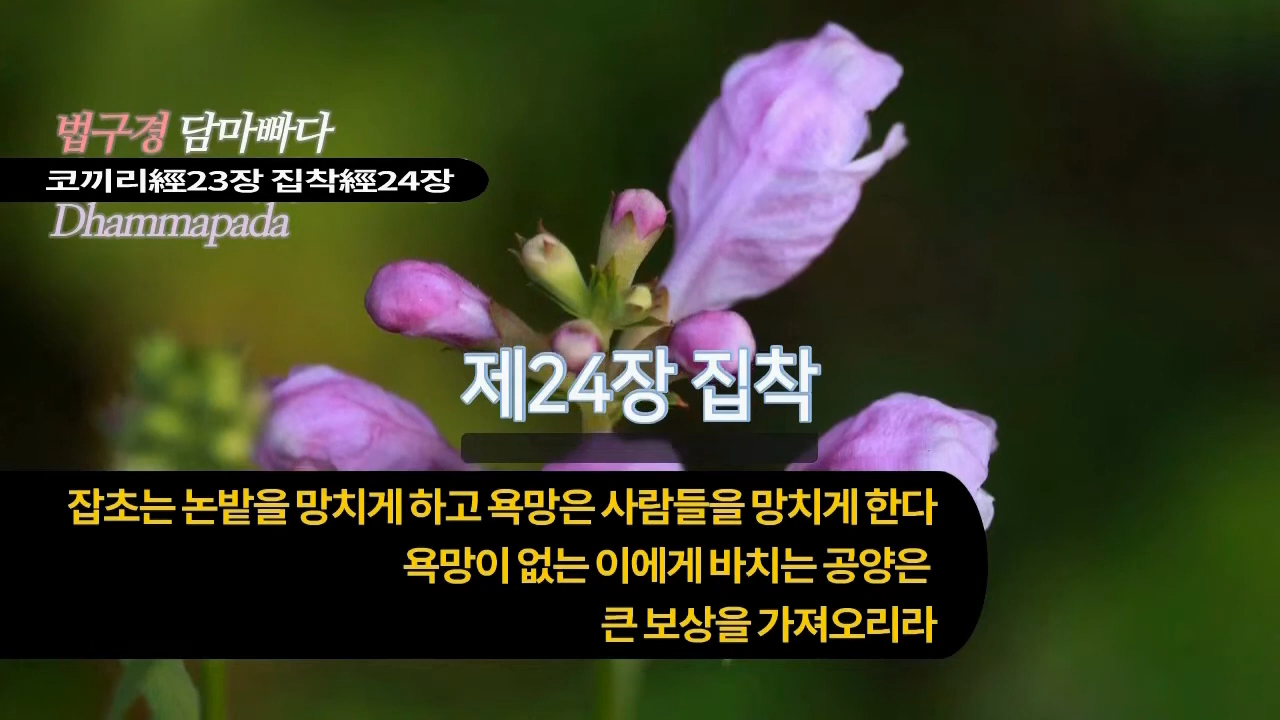 법구경 담마빠다
코끼리經23장 집착經24장
Dhammapada
제24장 집착
잡초는 논밭을 망치게 하고 욕망은 사람들을 망치게 한다
욕망이 없는 이에게 바치는 공양은
큰 보상을 가져오리라